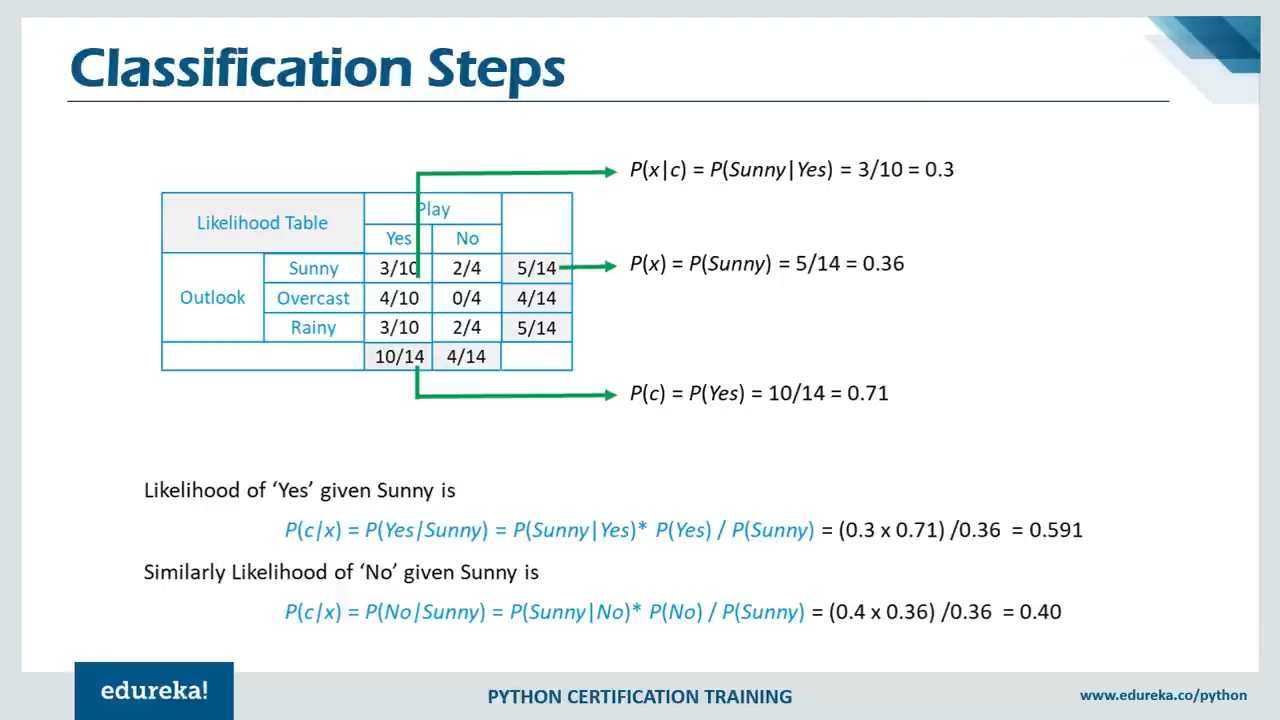 Classification Steps
P(x|c) = P(Sunny|Yes) = 3/10 = 0.3
Likelihood Table Play
Yes No
Outlook Sunny 3/10 2/4 5/14
Overcast 4/10 0/4 4/14
Rainy 3/10 2/4 5/14
10/14 4/14
P(x) = P(Sunny) = 5/14 = 0.36
P(c) = P(Yes) = 10/14 = 0.71
Likelihood of ‘Yes’ given Sunny is
P(c|x) = P(Yes|Sunny) = P(Sunny|Yes)* P(Yes) / P(Sunny) = (0.3 x 0.71) /0.36 = 0.591
Similarly Likelihood of ‘No’ given Sunny is
P(c|x) = P(No|Sunny) = P(Sunny|No)* P(No) / P(Sunny) = (0.4 x 0.36) /0.36 = 0.40
edureka!
PYTHON CERTIFICATION TRAINING
www.edureka.co/python